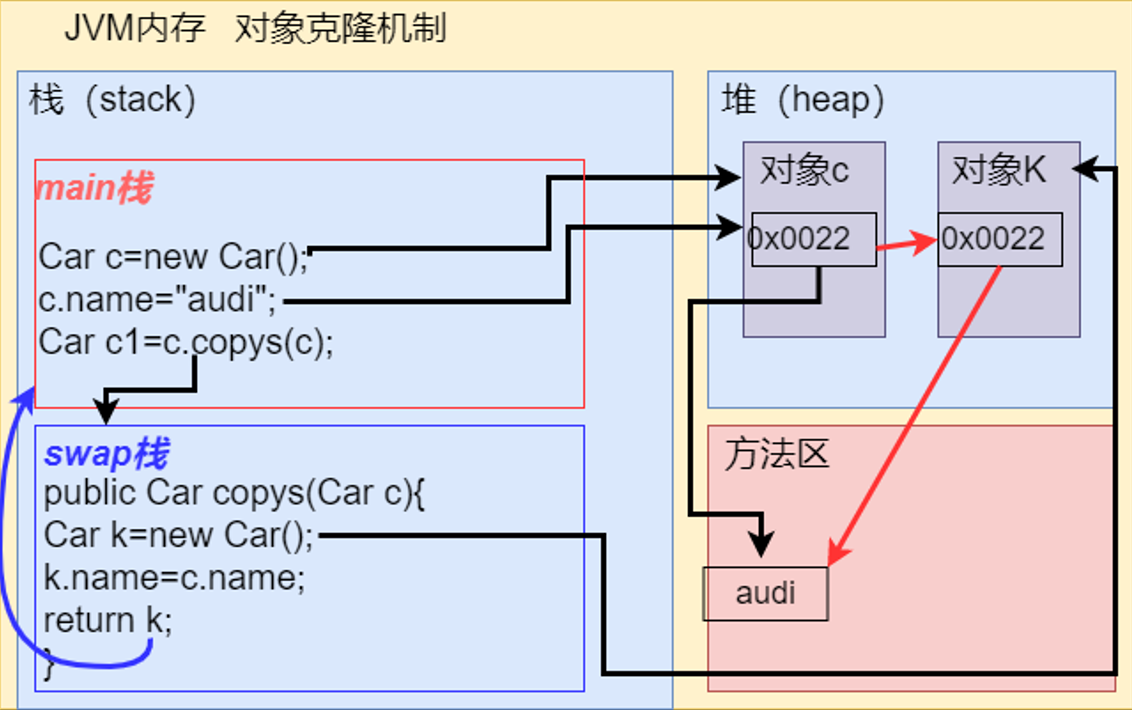 JVM内存 对象克隆机制
栈（stack）
main栈
Car c=new Car();
c.name="audi";
Car c1=c.copys(c);
swap栈
public Car copys(Car c){
Car k=new Car();
k.name=c.name;
return k;
}
堆（heap）
对象c
0x0022
对象K
0x0022
方法区
audi